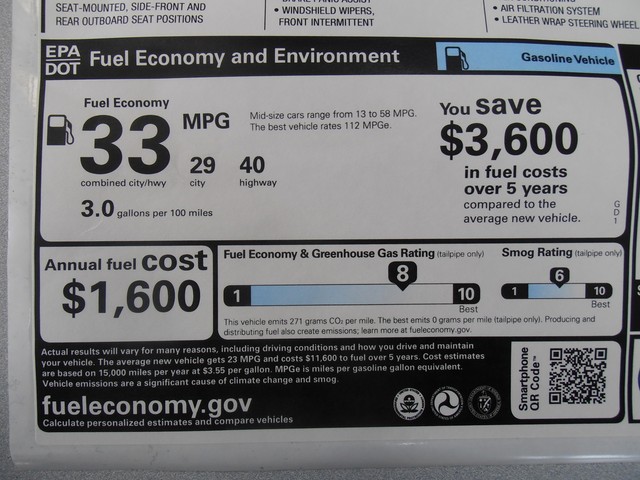 SEAT-MOUNTED, SIDE-FRONT AND
REAR OUTBOARD SEAT POSITIONS
• WINDSHIELD WIPERS,
FRONT INTERMITTENT
• AIR FILTRATION SYSTEM
• LEATHER WRAP STEERING WHEEL
EPA
DOT
Fuel Economy and Environment
Gasoline Vehicle
Fuel Economy
33 MPG
combined city/hwy
29
city
40
highway
3.0 gallons per 100 miles
Mid-size cars range from 13 to 58 MPG.
The best vehicle rates 112 MPGe.
You save
$3,600
in fuel costs
over 5 years
compared to the
average new vehicle.
G
D
1
Annual fuel cost
$1,600
Fuel Economy & Greenhouse Gas Rating (tailpipe only)
8
1
10
Best
Smog Rating (tailpipe only)
6
1
10
Best
This vehicle emits 271 grams CO₂ per mile. The best emits 0 grams per mile (tailpipe only). Producing and
distributing fuel also create emissions; learn more at fueleconomy.gov.
Actual results will vary for many reasons, including driving conditions and how you drive and maintain
your vehicle. The average new vehicle gets 23 MPG and costs $11,600 to fuel over 5 years. Cost estimates
are based on 15,000 miles per year at $3.55 per gallon. MPGe is miles per gasoline gallon equivalent.
Vehicle emissions are a significant cause of climate change and smog.
fueleconomy.gov
Calculate personalized estimates and compare vehicles
Smartphone
QR Code™